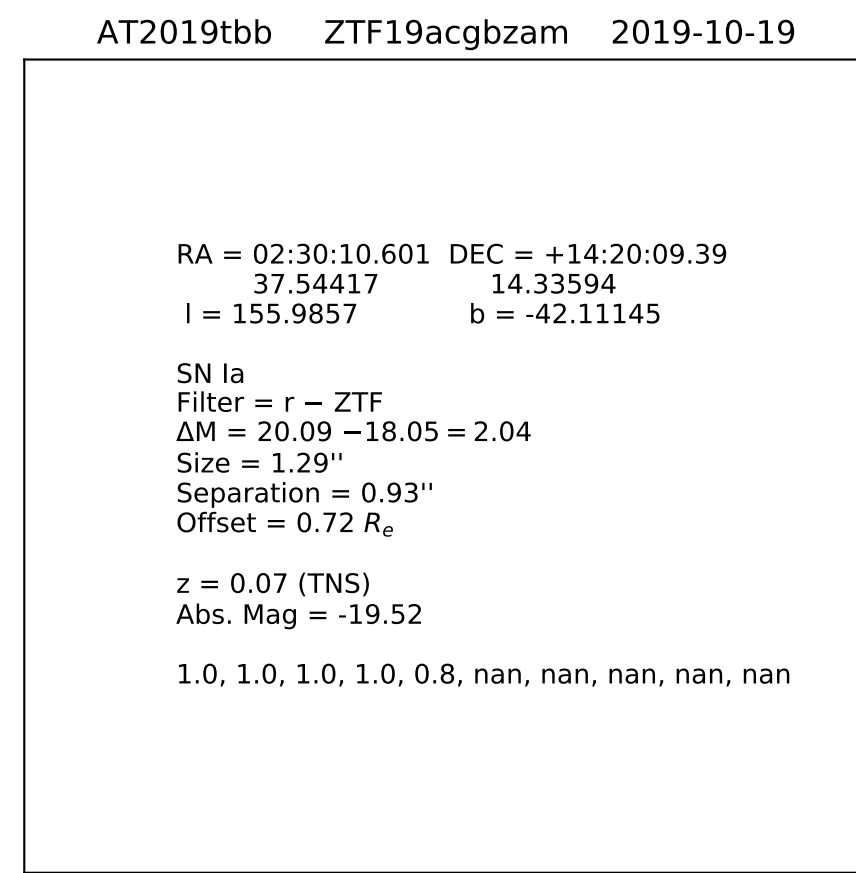 AT2019tbb ZTF19acgbzam 2019-10-19
RA = 02:30:10.601 DEC = +14:20:09.39
37.54417 14.33594
l = 155.9857 b = -42.11145
SN Ia
Filter = r − ZTF
ΔM = 20.09 −18.05 = 2.04
Size = 1.29''
Separation = 0.93''
Offset = 0.72 Rₑ
z = 0.07 (TNS)
Abs. Mag = -19.52
1.0, 1.0, 1.0, 1.0, 0.8, nan, nan, nan, nan, nan